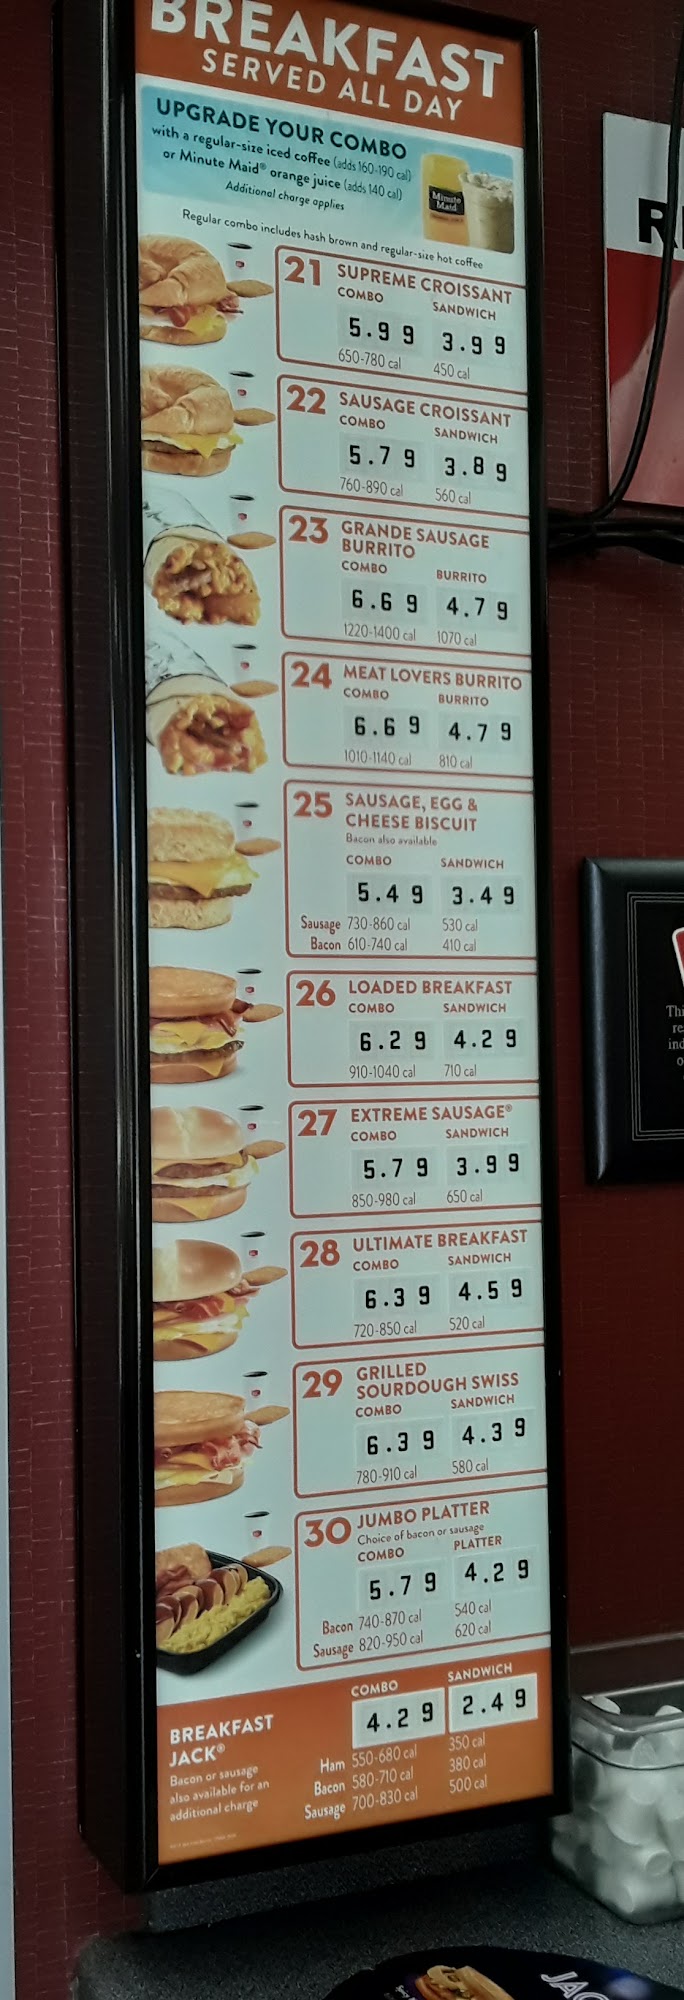 BREAKFAST
SERVED ALL DAY
UPGRADE YOUR COMBO
with a regular-size iced coffee (adds 160-190 cal)
or Minute Maid® orange juice (adds 140 cal)
Additional charge applies
Minute
Maid
Regular combo includes hash brown and regular-size hot coffee
21 SUPREME CROISSANT
COMBO SANDWICH
5.99 3.99
650-780 cal 450 cal
22 SAUSAGE CROISSANT
COMBO SANDWICH
5.79 3.89
760-890 cal 560 cal
23 GRANDE SAUSAGE
BURRITO
COMBO BURRITO
6.69 4.79
1220-1400 cal 1070 cal
24 MEAT LOVERS BURRITO
COMBO BURRITO
6.69 4.79
1010-1140 cal 810 cal
25 SAUSAGE, EGG &
CHEESE BISCUIT
Bacon also available
COMBO SANDWICH
5.49 3.49
Sausage 730-860 cal 530 cal
Bacon 610-740 cal 410 cal
26 LOADED BREAKFAST
COMBO SANDWICH
6.29 4.29
910-1040 cal 710 cal
27 EXTREME SAUSAGE®
COMBO SANDWICH
5.79 3.99
850-980 cal 650 cal
28 ULTIMATE BREAKFAST
COMBO SANDWICH
6.39 4.59
720-850 cal 520 cal
29 GRILLED
SOURDOUGH SWISS
COMBO SANDWICH
6.39 4.39
780-910 cal 580 cal
30 JUMBO PLATTER
Choice of bacon or sausage
COMBO PLATTER
5.79 4.29
Bacon 740-870 cal 540 cal
Sausage 820-950 cal 620 cal
BREAKFAST
JACK®
Bacon or sausage
also available for an
additional charge
COMBO SANDWICH
4.29 2.49
Ham 550-680 cal 350 cal
Bacon 580-710 cal 380 cal
Sausage 700-830 cal 500 cal
Thi
re
ind
o
JAC